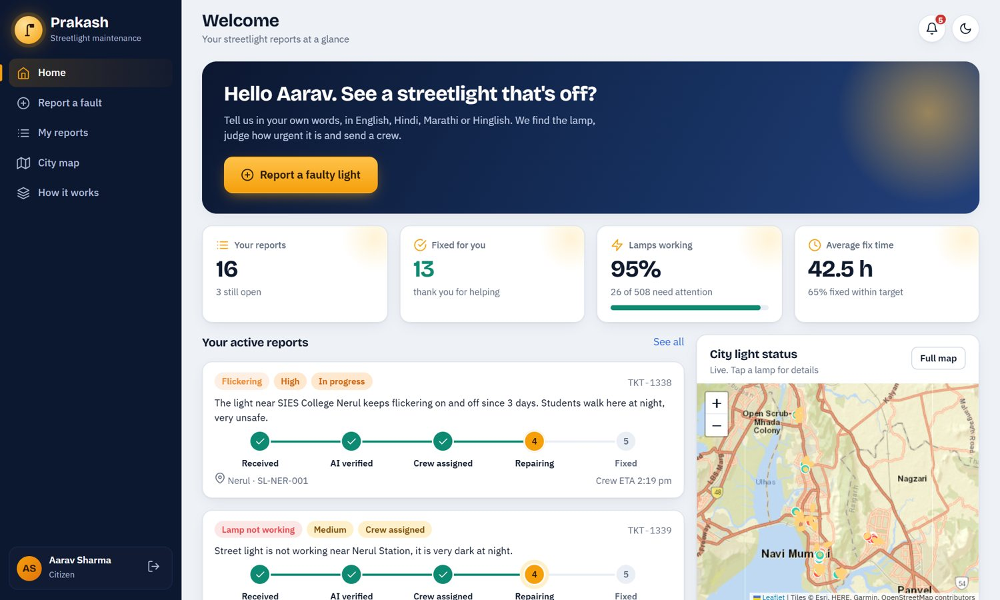 Prakash
Streetlight maintenance
Home
Report a fault
My reports
City map
How it works
AS
Aarav Sharma
Citizen
Welcome
Your streetlight reports at a glance
5
Hello Aarav. See a streetlight that's off?
Tell us in your own words, in English, Hindi, Marathi or Hinglish. We find the lamp,
judge how urgent it is and send a crew.
Report a faulty light
Your reports
16
3 still open
Fixed for you
13
thank you for helping
Lamps working
95%
26 of 508 need attention
Average fix time
42.5 h
65% fixed within target
Your active reports
See all
Flickering High In progress TKT-1338
The light near SIES College Nerul keeps flickering on and off since 3 days. Students walk here at night,
very unsafe.
4 5
Received AI verified Crew assigned Repairing Fixed
Nerul · SL-NER-001 Crew ETA 2:19 pm
Lamp not working Medium Crew assigned TKT-1339
Street light is not working near Nerul Station, it is very dark at night.
4 5
Received AI verified Crew assigned Repairing Fixed
City light status
Live. Tap a lamp for details
Full map
+
−
Open Scrub-
Mhada
Colony
Kalyan
Malangagh Road
LBS Marg
Ulhas
Nagzari
48
Raigarh
Freeway
Navi Mum i
54
Panvel
Leaflet | Tiles © Esri, HERE, Garmin, OpenStreetMap contributors